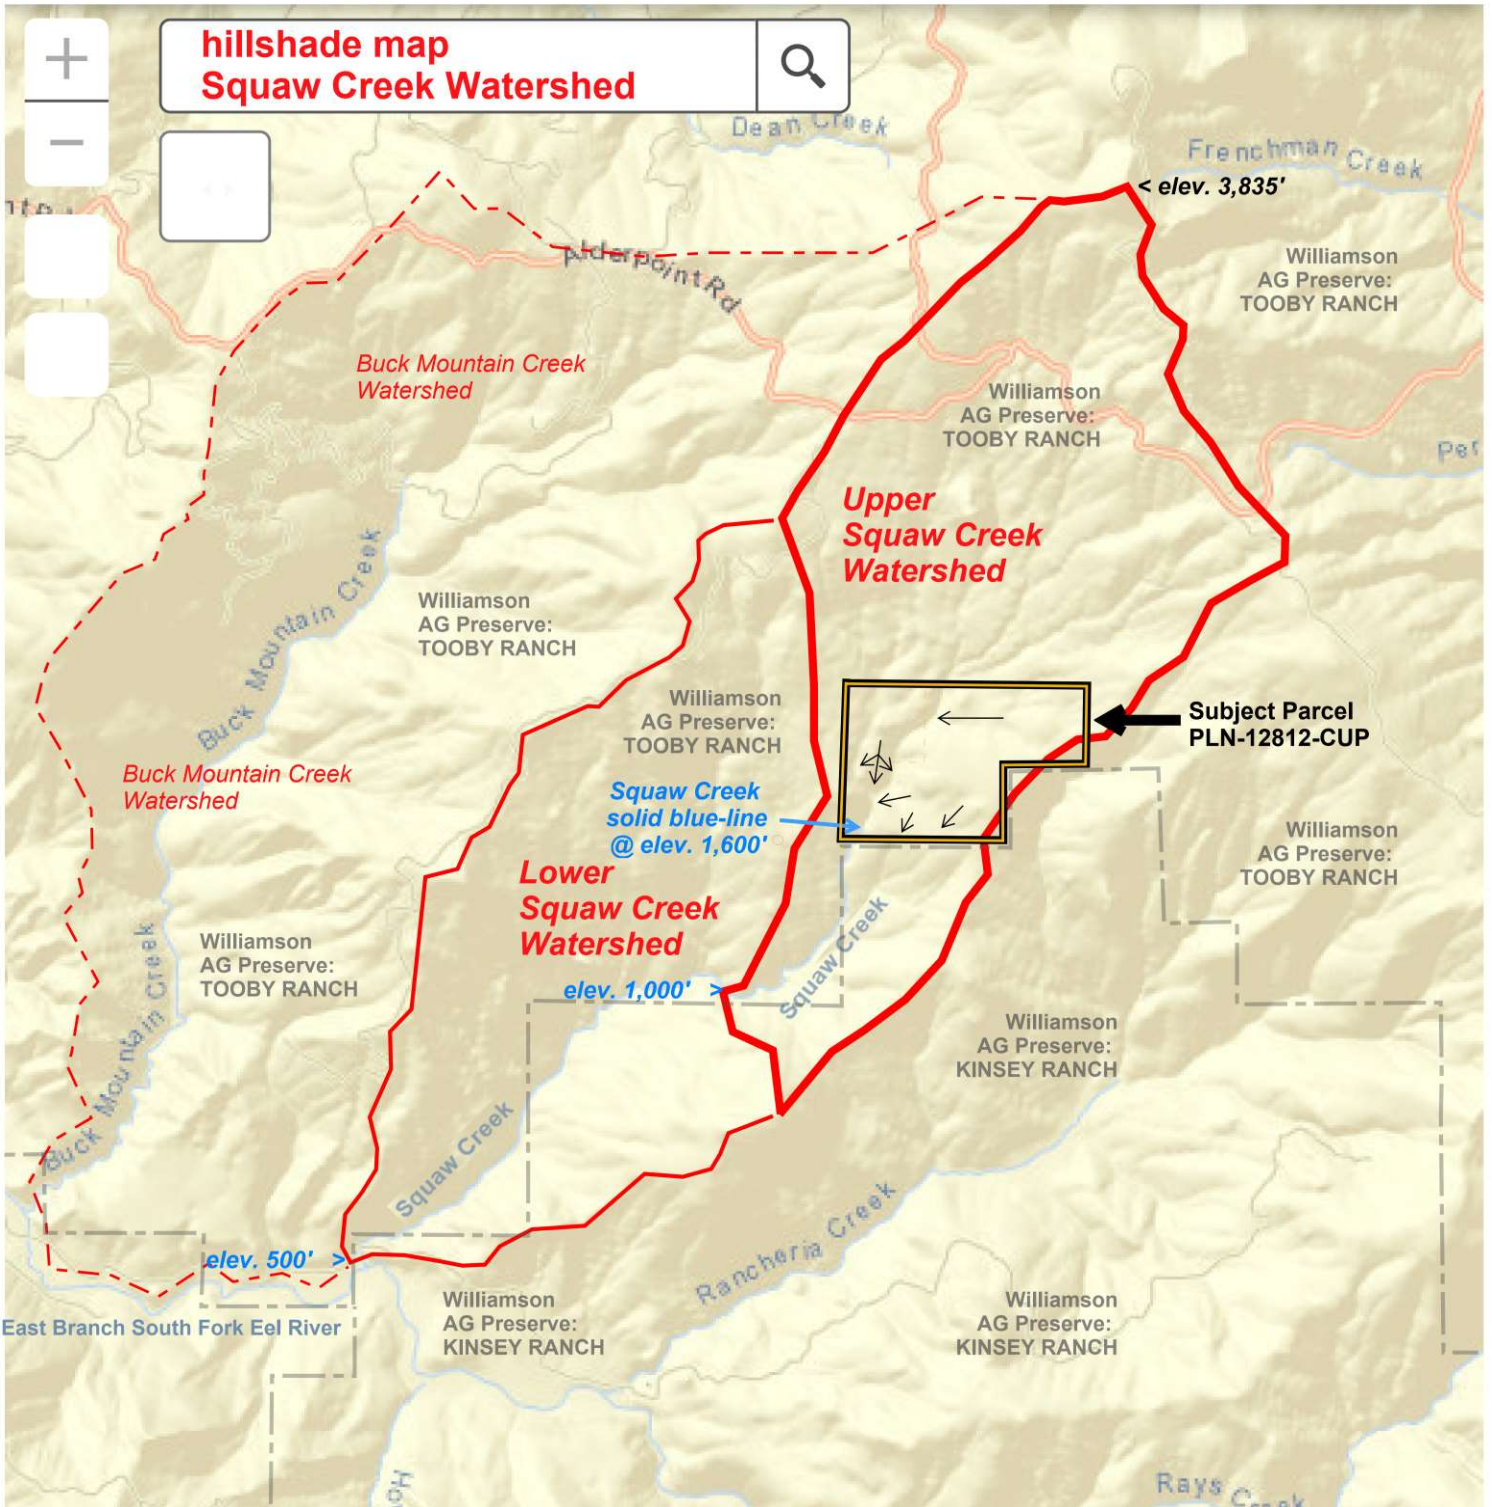 hillshade map
Squaw Creek Watershed
Dean Creek
Frenchman Creek
< elev. 3,835'
Williamson
AG Preserve:
TOOBY RANCH
Alderpoint Rd
Buck Mountain Creek
Watershed
Williamson
AG Preserve:
TOOBY RANCH
Upper
Squaw Creek
Watershed
Buck Mountain Creek
Williamson
AG Preserve:
TOOBY RANCH
Williamson
AG Preserve:
TOOBY RANCH
Subject Parcel
PLN-12812-CUP
Buck Mountain Creek
Watershed
Squaw Creek
solid blue-line
@ elev. 1,600'
Williamson
AG Preserve:
TOOBY RANCH
Lower
Squaw Creek
Watershed
Squaw Creek
Williamson
AG Preserve:
TOOBY RANCH
elev. 1,000' >
Buck Mountain Creek
Williamson
AG Preserve:
KINSEY RANCH
Squaw Creek
Rancheria Creek
elev. 500' >
Williamson
AG Preserve:
KINSEY RANCH
Williamson
AG Preserve:
KINSEY RANCH
East Branch South Fork Eel River
Rays Creek